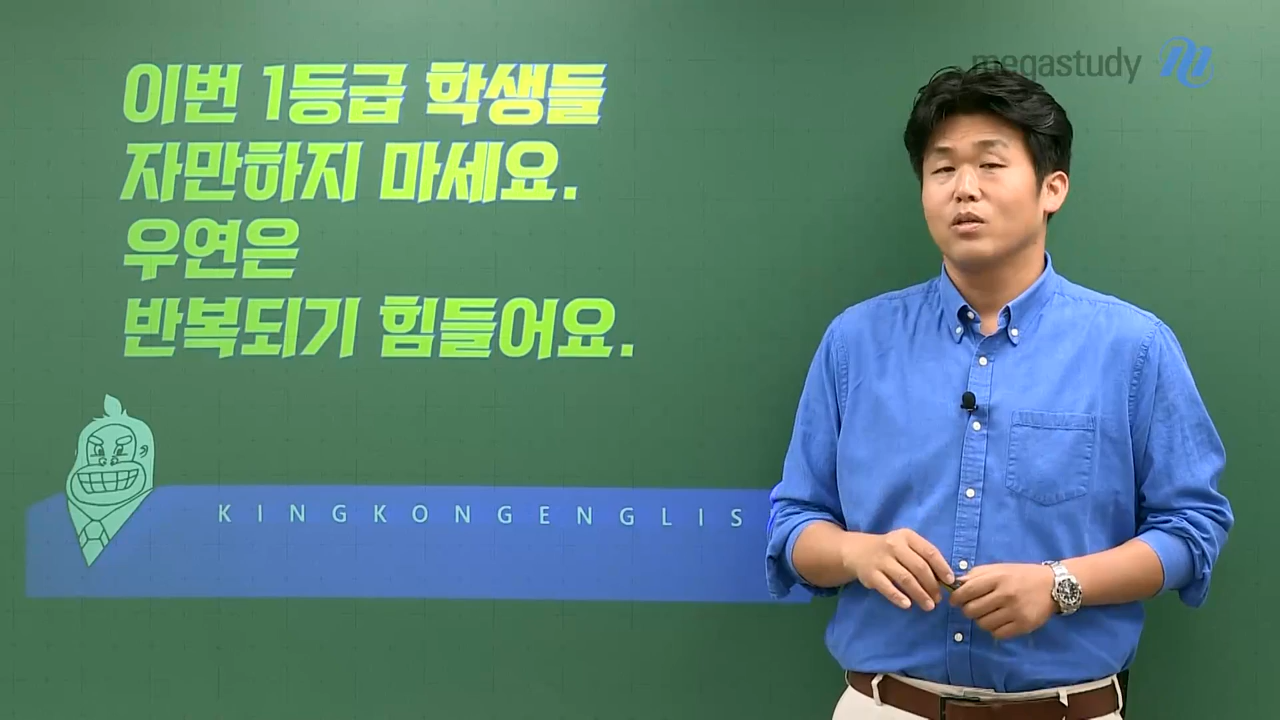 megastudy
이번 1등급 학생들
자만하지 마세요.
우연은
반복되기 힘들어요.
KINGKONGENGLIS